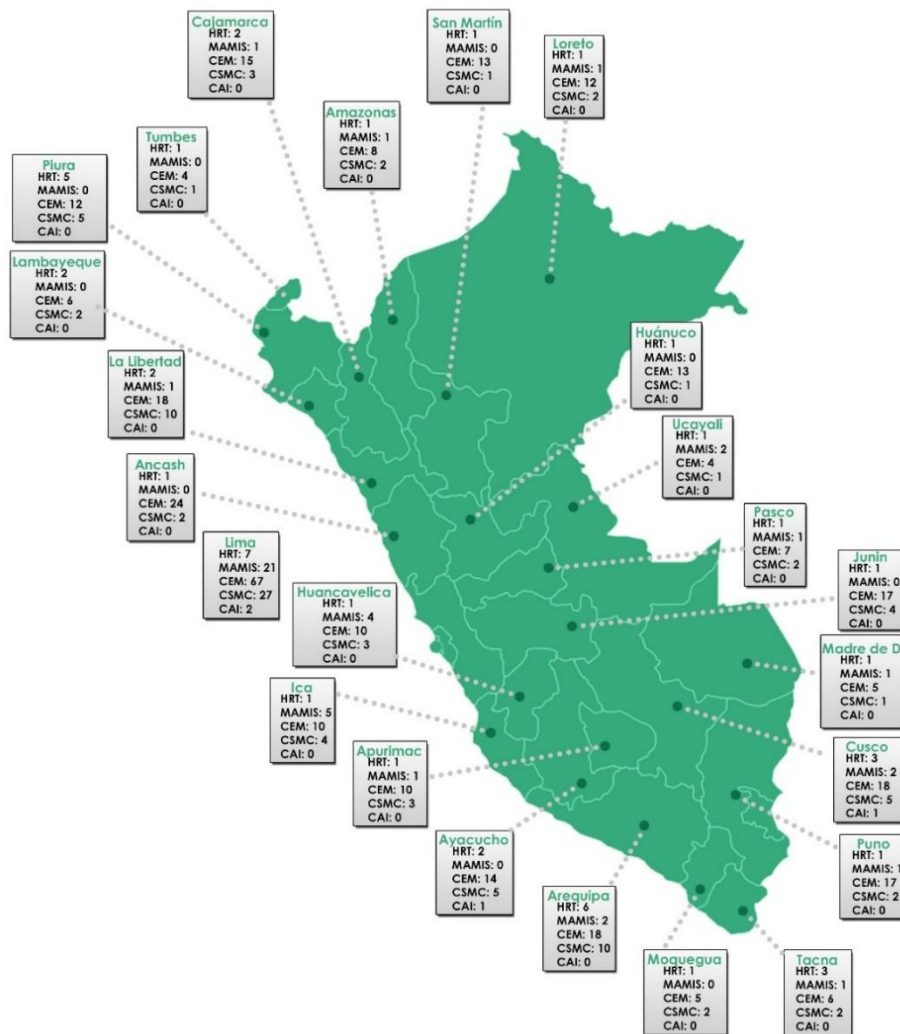 Cajamarca
HRT: 2
MAMIS: 1
CEM: 15
CSMC: 3
CAI: 0
San Martín
HRT: 1
MAMIS: 0
CEM: 13
CSMC: 1
CAI: 0
Loreto
HRT: 1
MAMIS: 1
CEM: 12
CSMC: 2
CAI: 0
Amazonas
HRT: 1
MAMIS: 1
CEM: 8
CSMC: 2
CAI: 0
Tumbes
HRT: 1
MAMIS: 0
CEM: 4
CSMC: 1
CAI: 0
Piura
HRT: 5
MAMIS: 0
CEM: 12
CSMC: 5
CAI: 0
Lambayeque
HRT: 2
MAMIS: 0
CEM: 6
CSMC: 2
CAI: 0
Huánuco
HRT: 1
MAMIS: 0
CEM: 13
CSMC: 1
CAI: 0
La Libertad
HRT: 2
MAMIS: 1
CEM: 18
CSMC: 10
CAI: 0
Ucayali
HRT: 1
MAMIS: 2
CEM: 4
CSMC: 1
CAI: 0
Ancash
HRT: 1
MAMIS: 0
CEM: 24
CSMC: 2
CAI: 0
Pasco
HRT: 1
MAMIS: 1
CEM: 7
CSMC: 2
CAI: 0
Lima
HRT: 7
MAMIS: 21
CEM: 67
CSMC: 27
CAI: 2
Junin
HRT: 1
MAMIS: 0
CEM: 17
CSMC: 4
CAI: 0
Huancavelica
HRT: 1
MAMIS: 4
CEM: 10
CSMC: 3
CAI: 0
Madre de D
HRT: 1
MAMIS: 1
CEM: 5
CSMC: 1
CAI: 0
Ica
HRT: 1
MAMIS: 5
CEM: 10
CSMC: 4
CAI: 0
Apurimac
HRT: 1
MAMIS: 1
CEM: 10
CSMC: 3
CAI: 0
Cusco
HRT: 3
MAMIS: 2
CEM: 18
CSMC: 5
CAI: 1
Ayacucho
HRT: 2
MAMIS: 0
CEM: 14
CSMC: 5
CAI: 1
Puno
HRT: 1
MAMIS: 1
CEM: 17
CSMC: 2
CAI: 0
Arequipa
HRT: 6
MAMIS: 2
CEM: 18
CSMC: 10
CAI: 0
Moquegua
HRT: 1
MAMIS: 0
CEM: 5
CSMC: 2
CAI: 0
Tacna
HRT: 3
MAMIS: 1
CEM: 6
CSMC: 2
CAI: 0